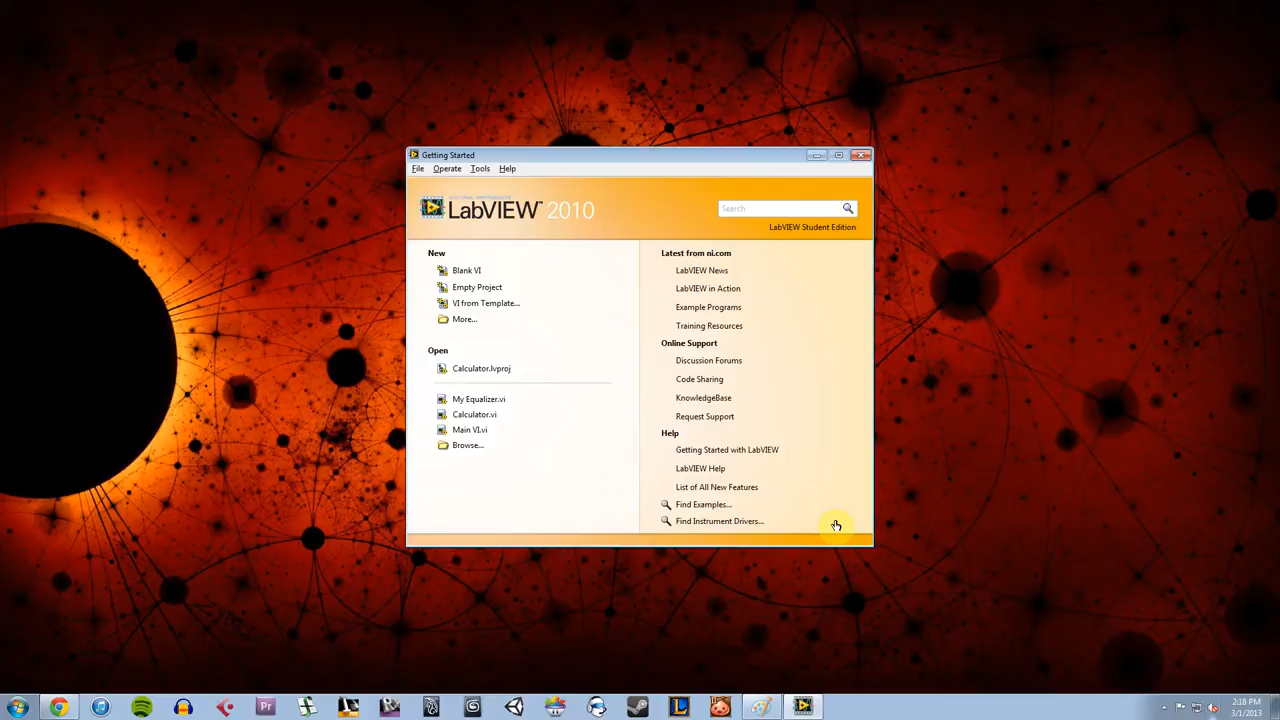 Getting Started
File Operate Tools Help
LabVIEW™ 2010
Search
LabVIEW Student Edition
New
Blank VI
Empty Project
VI from Template...
More...
Open
Calculator.lvproj
My Equalizer.vi
Calculator.vi
Main VI.vi
Browse...
Latest from ni.com
LabVIEW News
LabVIEW in Action
Example Programs
Training Resources
Online Support
Discussion Forums
Code Sharing
KnowledgeBase
Request Support
Help
Getting Started with LabVIEW
LabVIEW Help
List of All New Features
Find Examples...
Find Instrument Drivers...
Pr
L
2:18 PM
3/1/2013